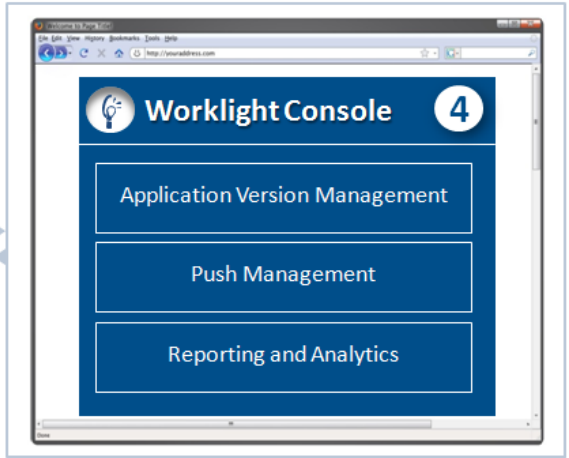 Welcome to Page Title
File Edit View History Bookmarks Tools Help
http://youraddress.com
Worklight Console 4
Application Version Management
Push Management
Reporting and Analytics
Done